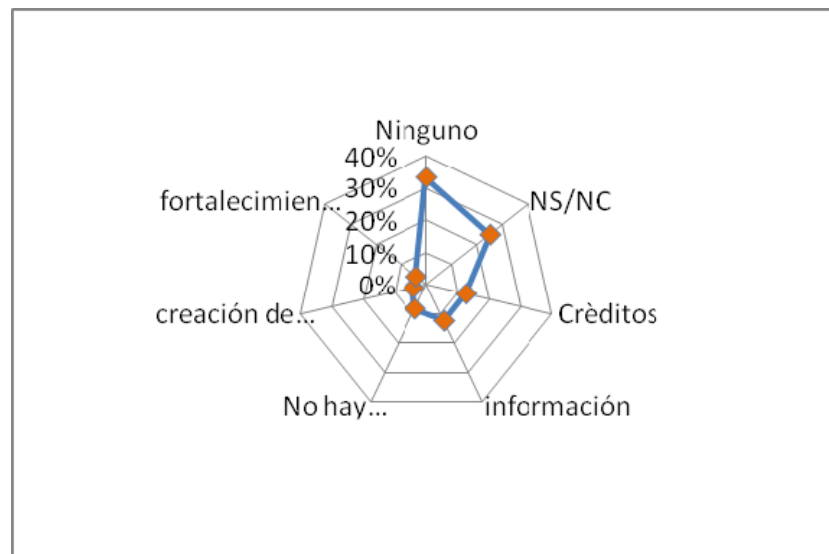 Ninguno
40%
30%
20%
10%
0%
NS/NC
Crèditos
información
No hay...
creación de...
fortalecimien...